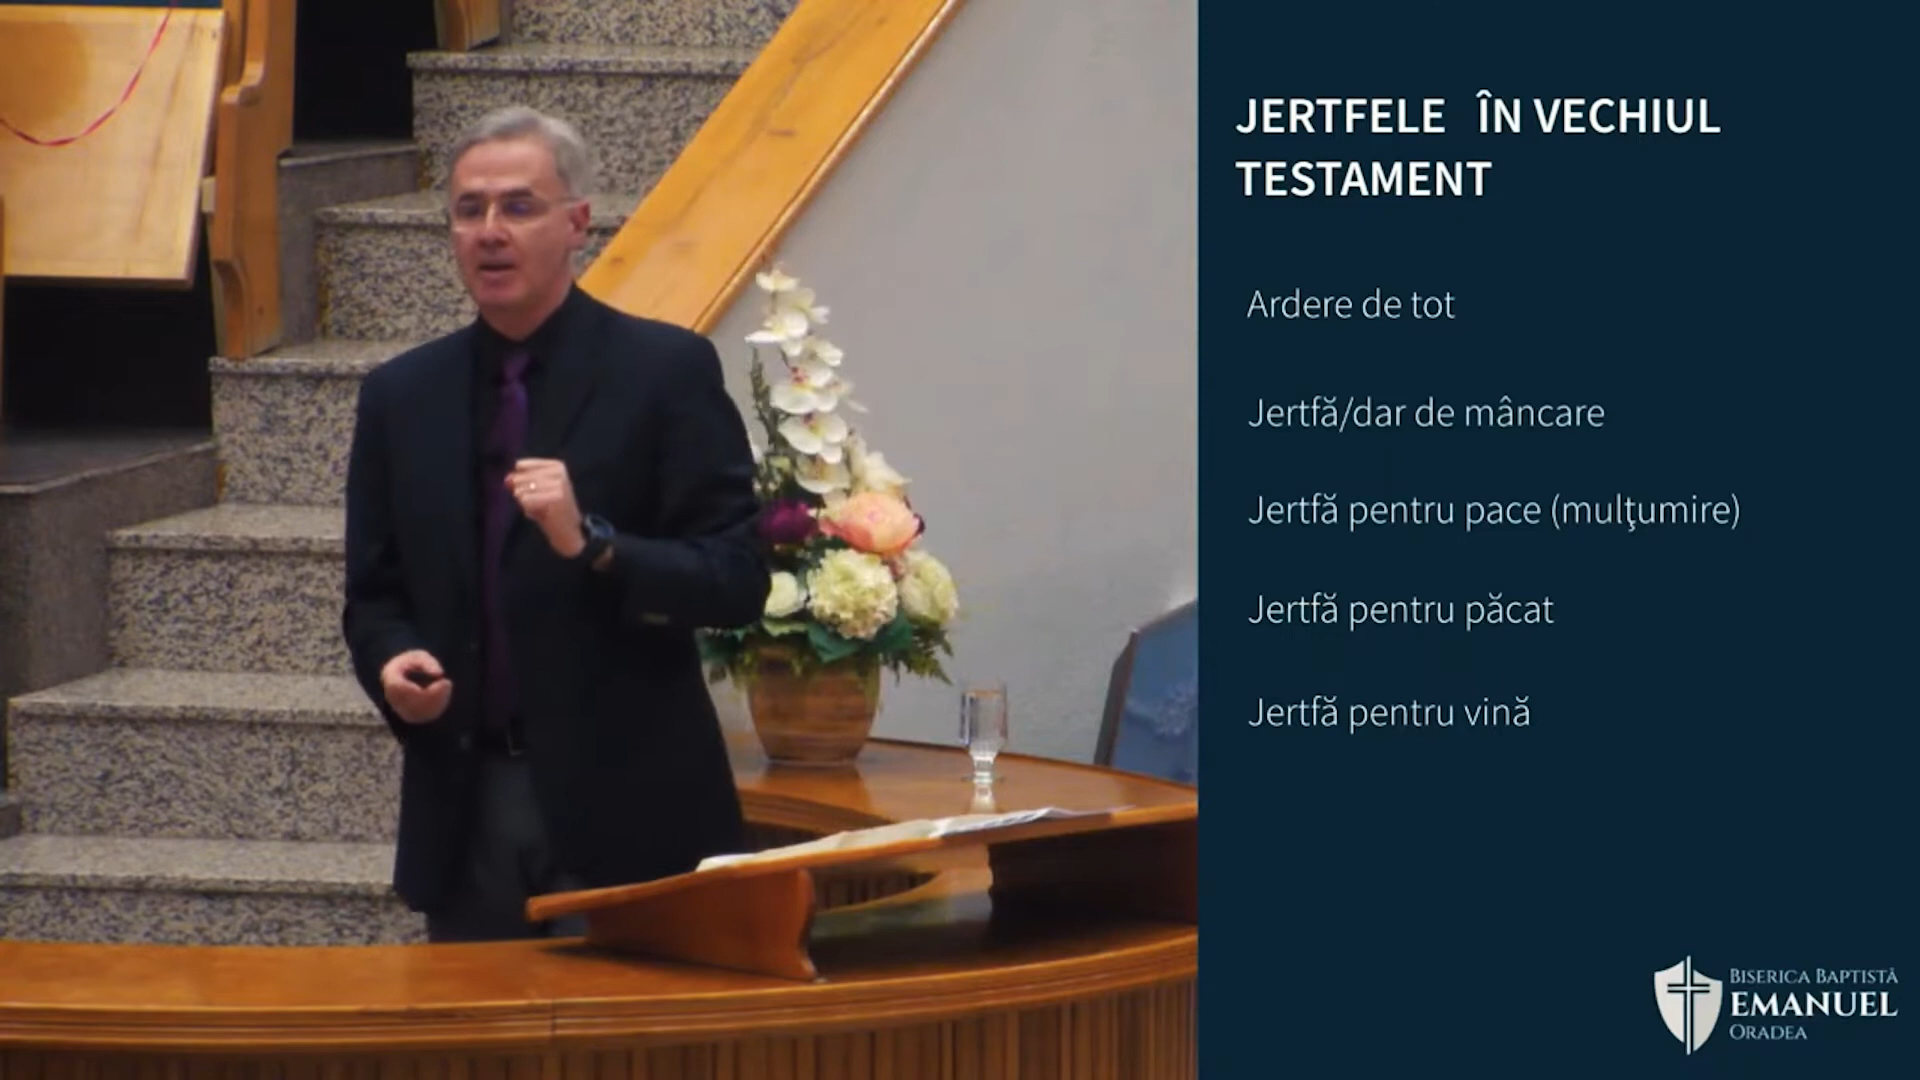 JERTFELE ÎN VECHIUL
TESTAMENT
Ardere de tot
Jertfă/dar de mâncare
Jertfă pentru pace (mulţumire)
Jertfă pentru păcat
Jertfă pentru vină
BISERICA BAPTISTĂ
EMANUEL
ORADEA